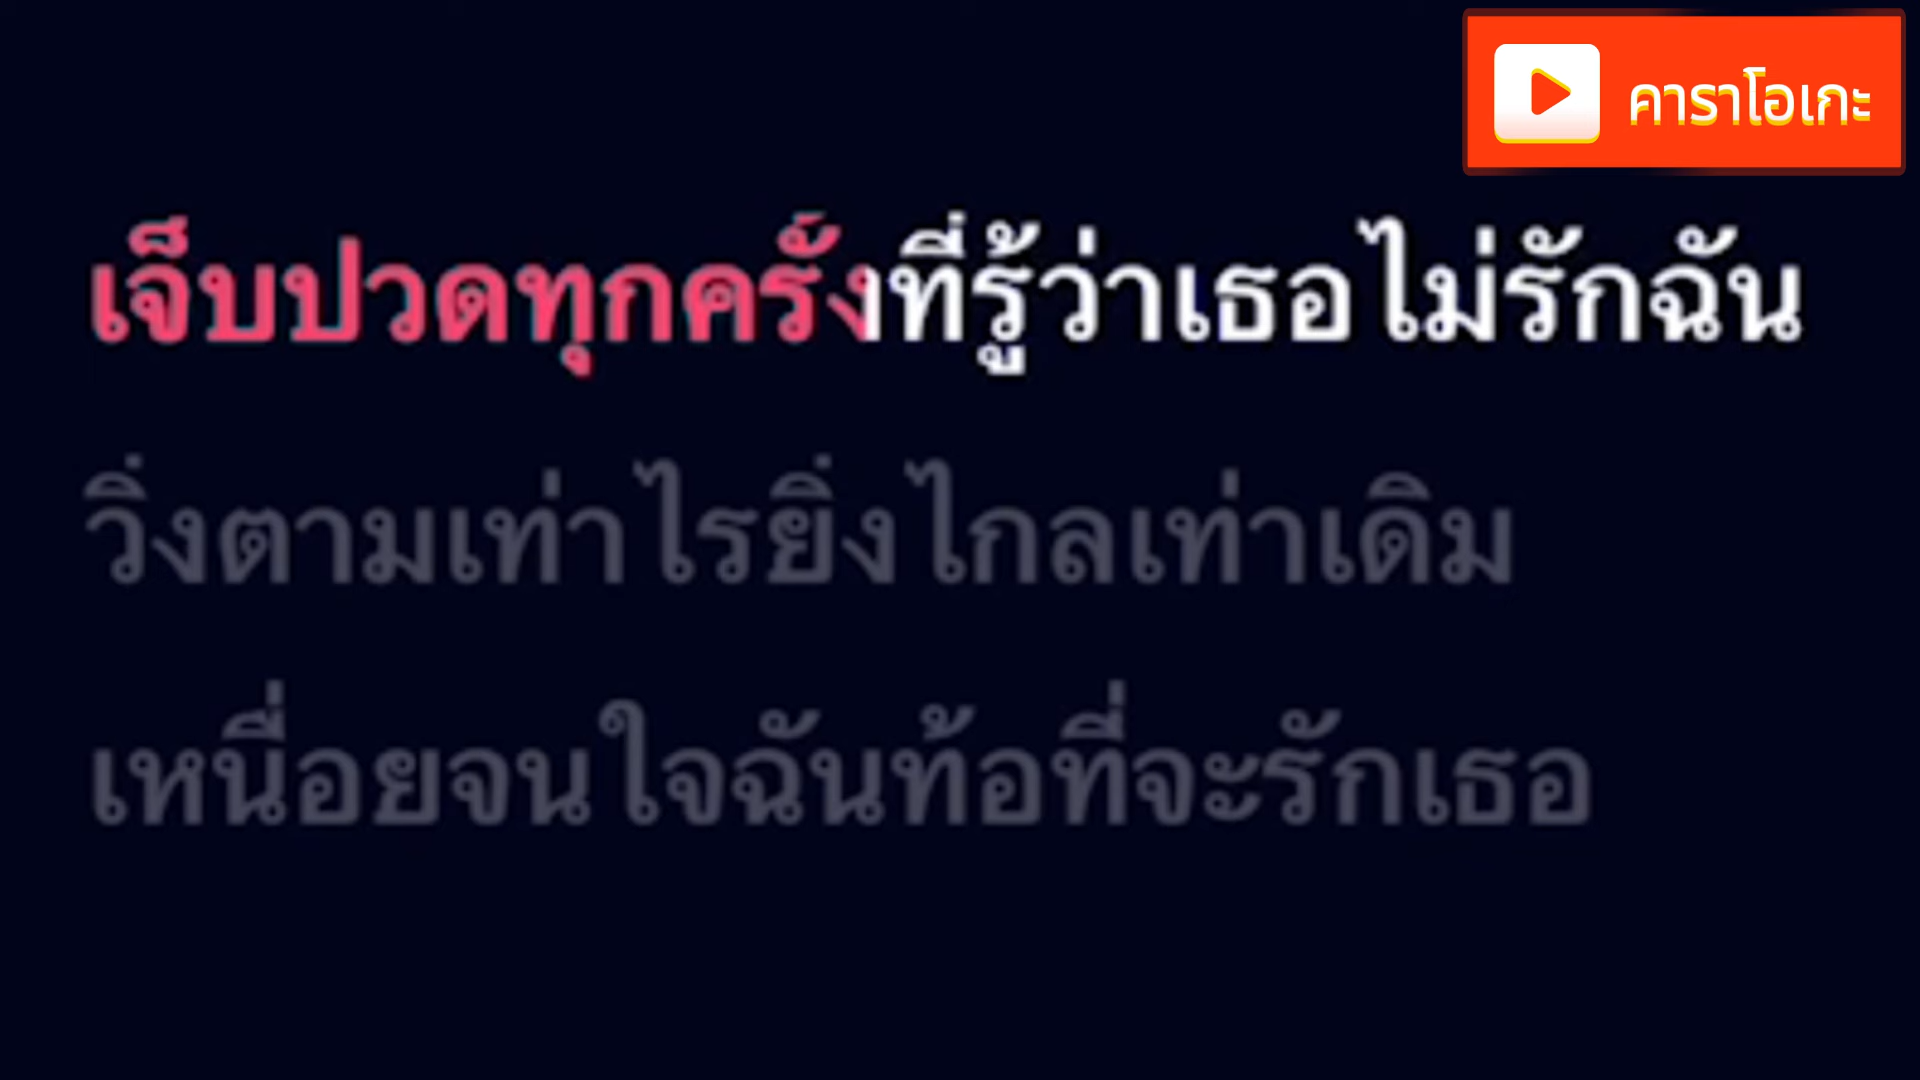 คาราโอเกะ
เจ็บปวดทุกครั้งที่รู้ว่าเธอไม่รักฉัน
วิ่งตามเท่าไรยิ่งไกลเท่าเดิม
เหนื่อยจนใจฉันท้อที่จะรักเธอ